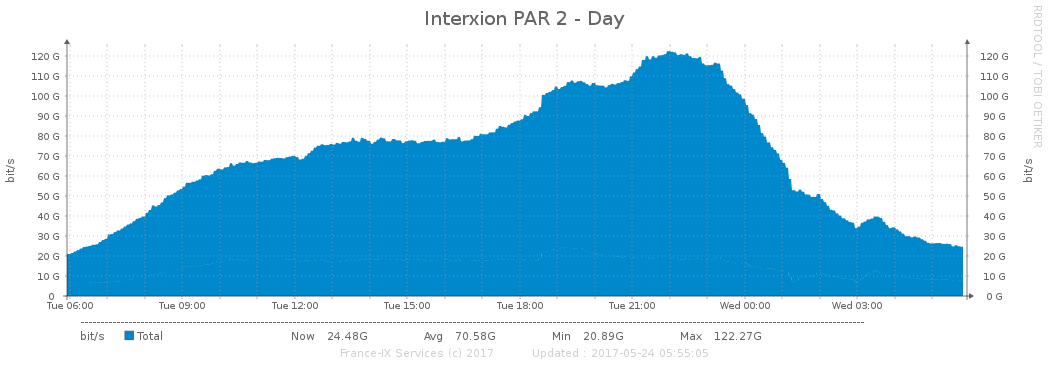 Interxion PAR 2 - Day
RRDTOOL / TOBI OETIKER
bit/s
bit/s
120 G 120 G
110 G 110 G
100 G 100 G
90 G 90 G
80 G 80 G
70 G 70 G
60 G 60 G
50 G 50 G
40 G 40 G
30 G 30 G
20 G 20 G
10 G 10 G
0 0 G
Tue 06:00 Tue 09:00 Tue 12:00 Tue 15:00 Tue 18:00 Tue 21:00 Wed 00:00 Wed 03:00
bit/s Total Now 24.48G Avg 70.58G Min 20.89G Max 122.27G
France-IX Services (c) 2017 Updated : 2017-05-24 05:55:05